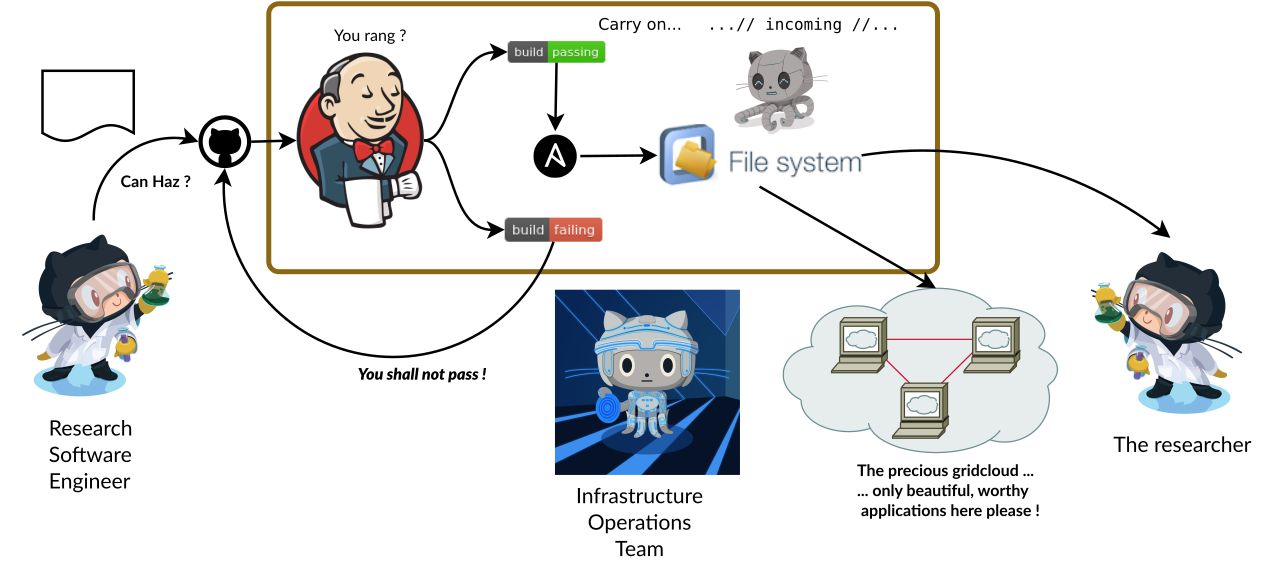 Carry on... ...// incoming //...
You rang ?
build passing
Can Haz ?
File system
build failing
You shall not pass !
Research
Software
Engineer
Infrastructure
Operations
Team
The precious gridcloud ...
... only beautiful, worthy
applications here please !
The researcher